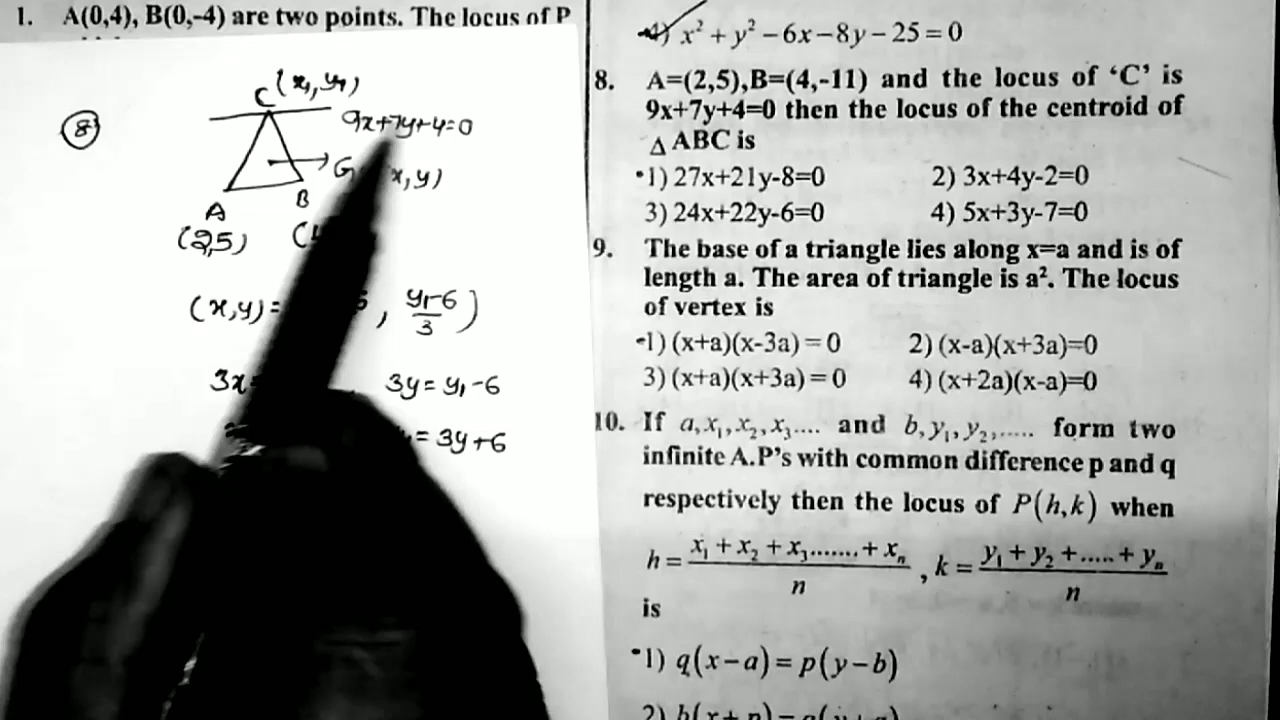 1. A(0,4), B(0,-4) are two points. The locus of P
8
C (x₁, y₁)
9x+7y+4=0
G
x, y)
A
B
(2,5)
(x,y) =
, y₁-6/3 )
3x
3y = y₁ - 6
= 3y+6
4) x² + y² - 6x - 8y - 25 = 0
8. A=(2,5),B=(4,-11) and the locus of ‘C’ is
9x+7y+4=0 then the locus of the centroid of
△ ABC is
1) 27x+21y-8=0 2) 3x+4y-2=0
3) 24x+22y-6=0 4) 5x+3y-7=0
9. The base of a triangle lies along x=a and is of
length a. The area of triangle is a². The locus
of vertex is
1) (x+a)(x-3a) = 0 2) (x-a)(x+3a)=0
3) (x+a)(x+3a) = 0 4) (x+2a)(x-a)=0
10. If a, x₁, x₂, x₃.... and b, y₁, y₂,..... form two
infinite A.P’s with common difference p and q
respectively then the locus of P(h,k) when
h = x₁ + x₂ + x₃.......+ xₙ / n , k = y₁ + y₂ +.....+ yₙ / n
is
1) q(x-a) = p(y-b)
2) b(x+p)=